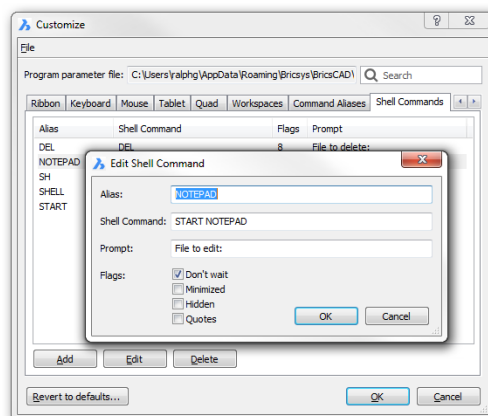 Customize
File
Program parameter file: C:\Users\ralphg\AppData\Roaming\Bricsys\BricsCAD\ Search
Ribbon Keyboard Mouse Tablet Quad Workspaces Command Aliases Shell Commands
Alias Shell Command Flags Prompt
DEL DEL 8 File to delete:
NOTEPAD
SH
SHELL
START
Edit Shell Command
Alias: NOTEPAD
Shell Command: START NOTEPAD
Prompt: File to edit:
Flags: Don't wait
Minimized
Hidden
Quotes
OK Cancel
Add Edit Delete
Revert to defaults... OK Cancel